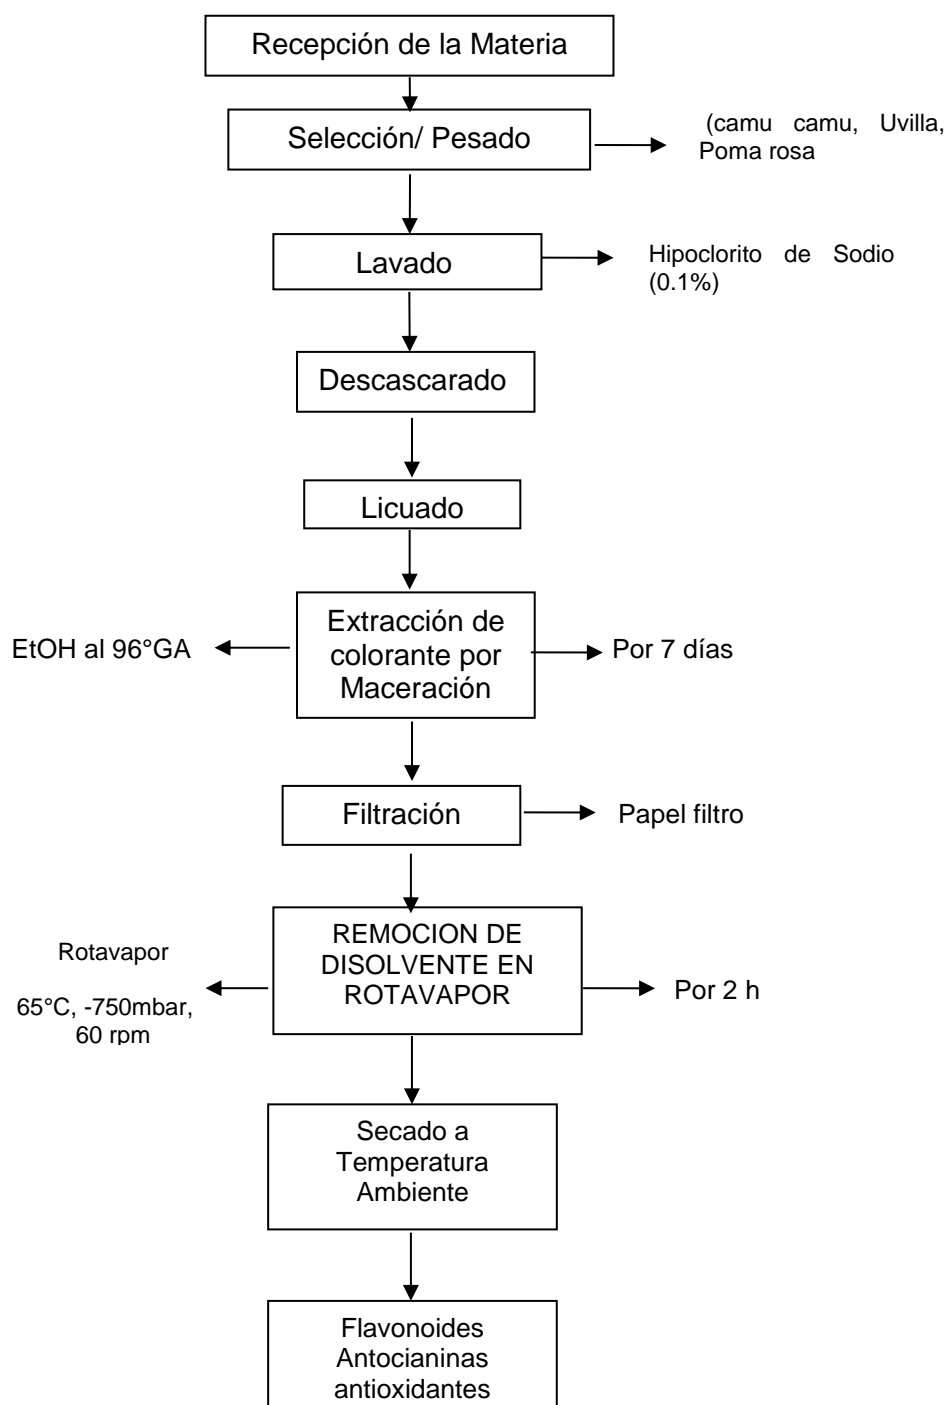 Recepción de la Materia
Selección/ Pesado
(camu camu, Uvilla,
Poma rosa
Lavado
Hipoclorito de Sodio
(0.1%)
Descascarado
Licuado
EtOH al 96°GA
Extracción de
colorante por
Maceración
Por 7 días
Filtración
Papel filtro
Rotavapor
65°C, -750mbar,
60 rpm
REMOCION DE
DISOLVENTE EN
ROTAVAPOR
Por 2 h
Secado a
Temperatura
Ambiente
Flavonoides
Antocianinas
antioxidantes